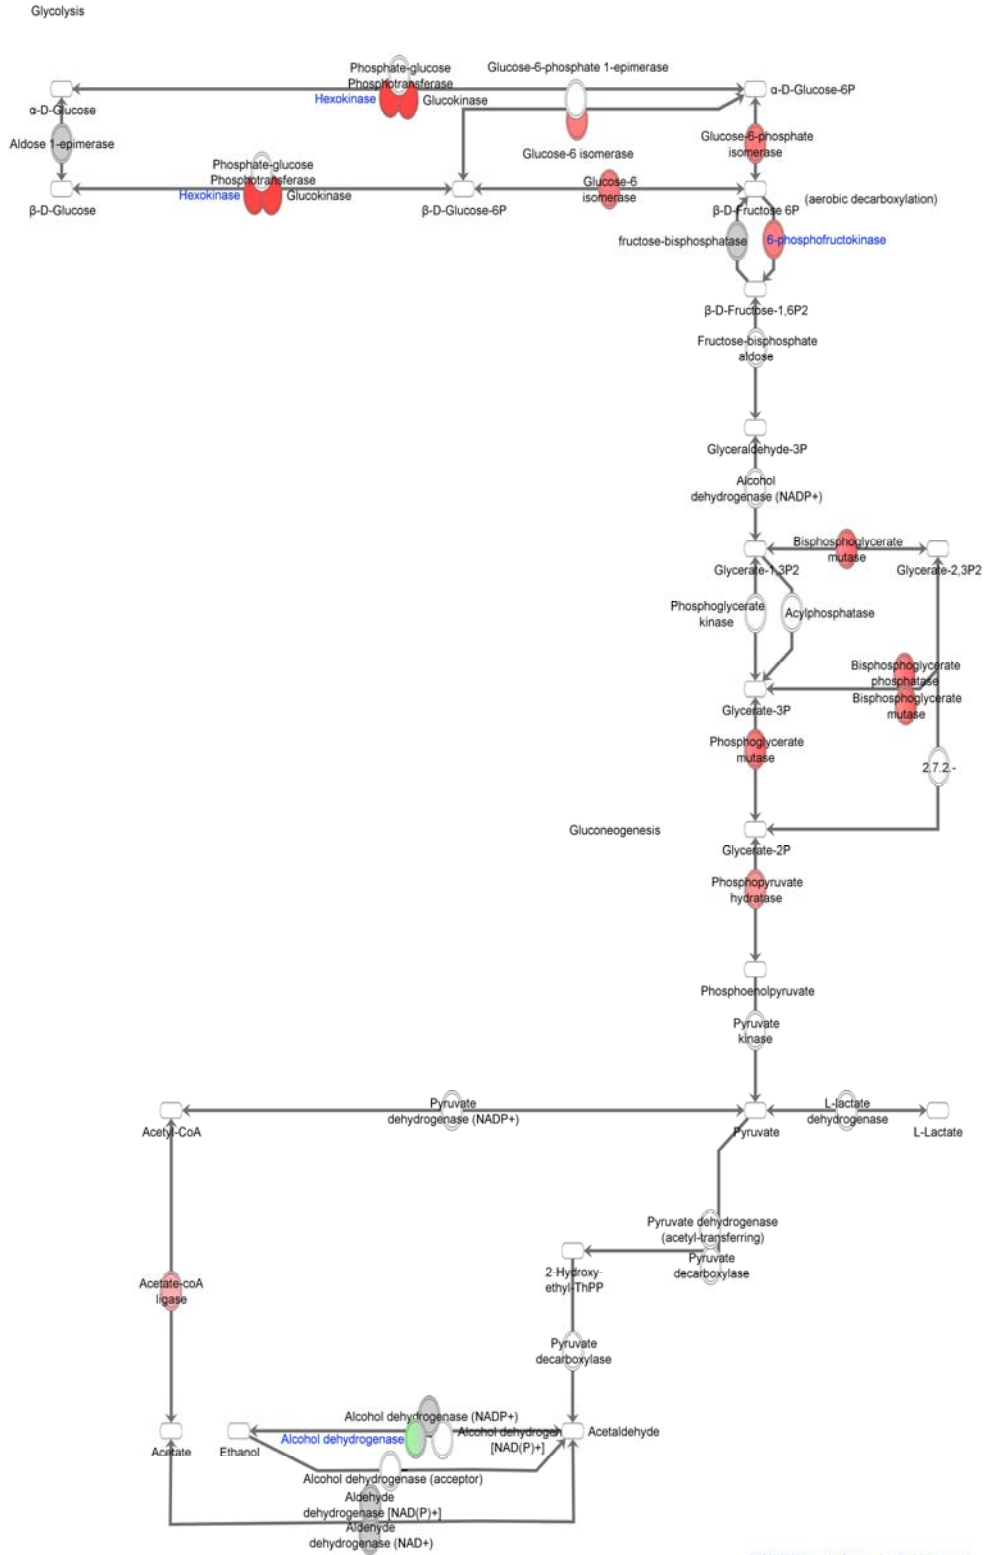 Glycolysis
Phosphate-glucose
Phosphotransferase
Hexokinase
Glucokinase
Glucose-6-phosphate 1-epimerase
α-D-Glucose
α-D-Glucose-6P
Aldose 1-epimerase
Glucose-6 isomerase
Glucose-6-phosphate
isomerase
Phosphate-glucose
Phosphotransferase
Hexokinase
Glucokinase
Glucose-6
isomerase
β-D-Glucose
β-D-Glucose-6P
β-D-Fructose 6P
(aerobic decarboxylation)
fructose-bisphosphatase
6-phosphofructokinase
β-D-Fructose-1,6P2
Fructose-bisphosphate
aldose
Glyceraldehyde-3P
Alcohol
dehydrogenase (NADP+)
Bisphosphoglycerate
mutase
Glycerate-1,3P2
Glycerate-2,3P2
Phosphoglycerate
kinase
Acylphosphatase
Bisphosphoglycerate
phosphatase
Bisphosphoglycerate
mutase
Glycerate-3P
Phosphoglycerate
mutase
2.7.2.-
Gluconeogenesis
Glycerate-2P
Phosphopyruvate
hydratase
Phosphoenolpyruvate
Pyruvate
kinase
Pyruvate
dehydrogenase (NADP+)
L-lactate
dehydrogenase
Acetyl-CoA
Pyruvate
L-Lactate
Pyruvate dehydrogenase
(acetyl-transferring)
Pyruvate
decarboxylase
2-Hydroxy-
ethyl-ThPP
Acetate-coA
ligase
Pyruvate
decarboxylase
Alcohol dehydrogenase (NADP+)
Alcohol dehydrogenase
Alcohol dehydrogen
[NAD(P)+]
Acetaldehyde
Acetate
Ethanol
Alcohol dehydrogenase (acceptor)
Aldehyde
dehydrogenase [NAD(P)+]
Aldehyde
dehydrogenase (NAD+)